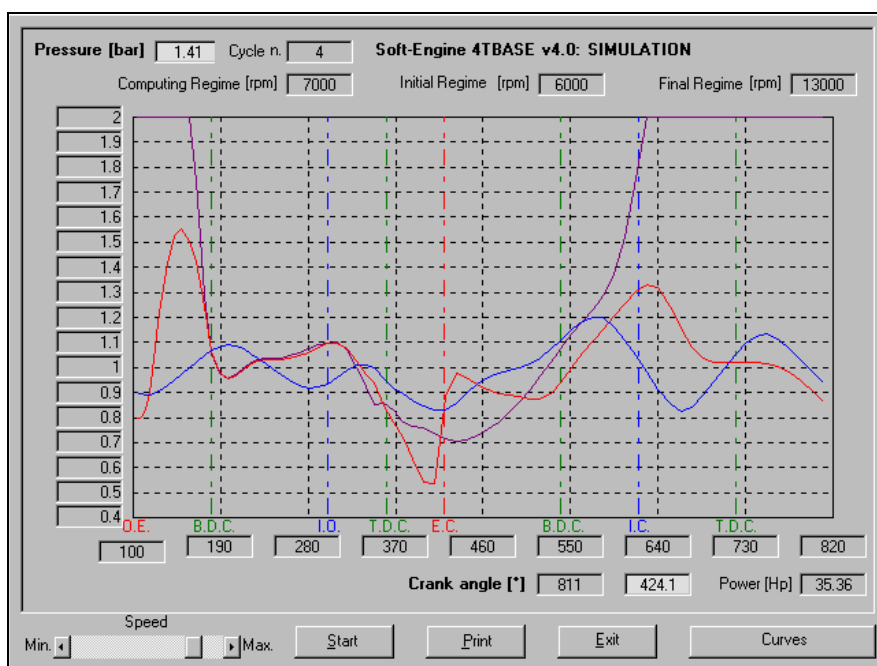 Pressure [bar] 1.41 Cycle n. 4 Soft-Engine 4TBASE v4.0: SIMULATION
Computing Regime [rpm] 7000 Initial Regime [rpm] 6000 Final Regime [rpm] 13000
2
1.9
1.8
1.7
1.6
1.5
1.4
1.3
1.2
1.1
1
0.9
0.8
0.7
0.6
0.5
0.4
O.E. B.D.C. I.O. T.D.C. E.C. B.D.C. I.C. T.D.C.
100 190 280 370 460 550 640 730 820
Crank angle [°] 811 424.1 Power [Hp] 35.36
Speed
Min. Max. Start Print Exit Curves